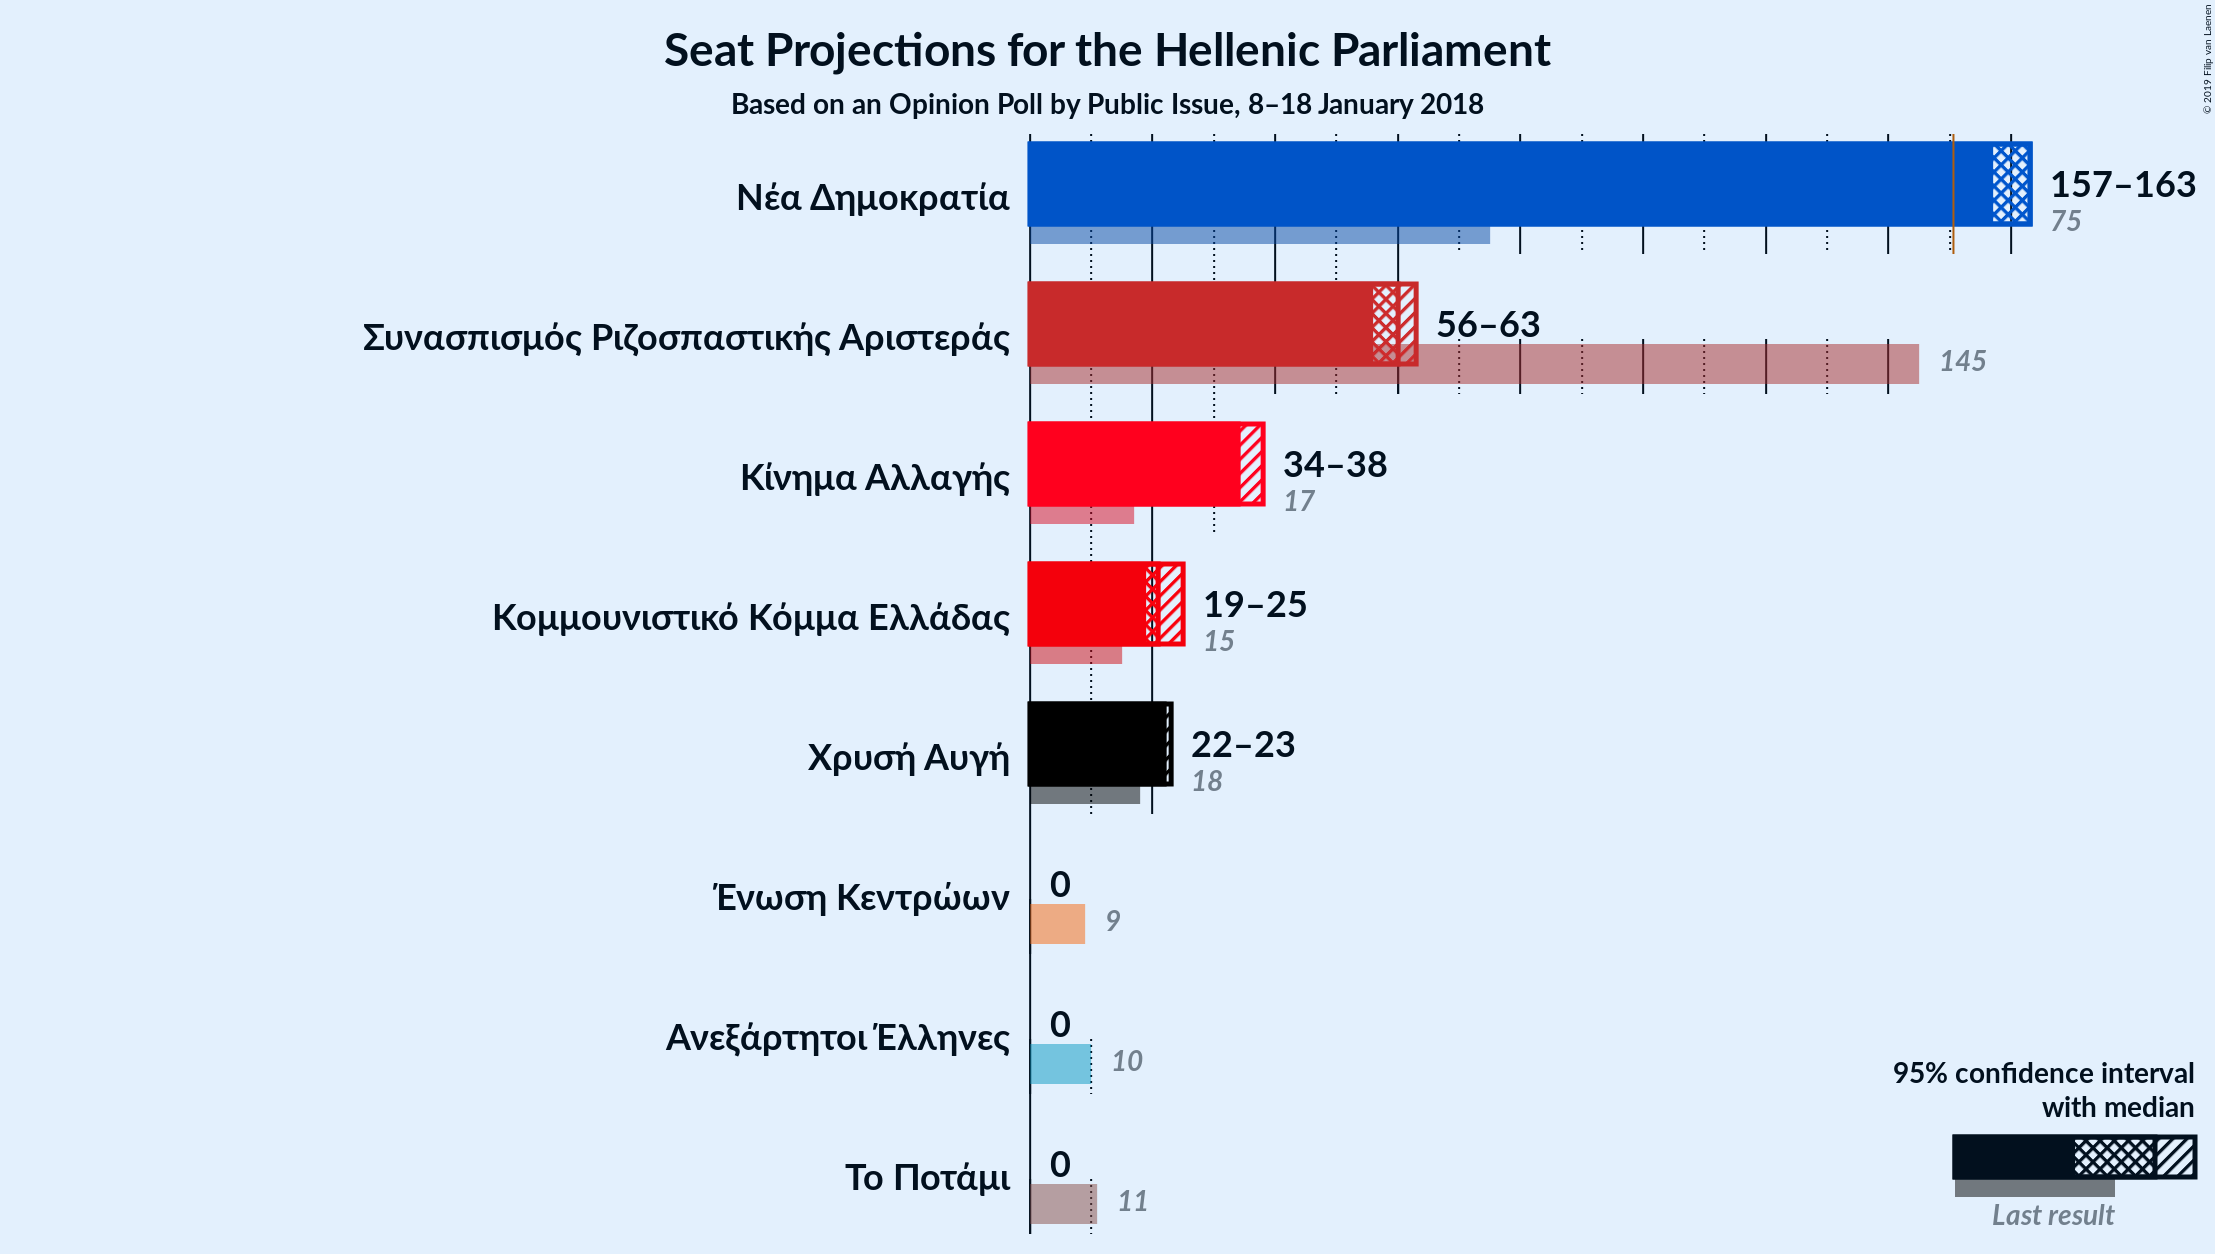 Seat Projections for the Hellenic Parliament
Based on an Opinion Poll by Public Issue, 8–18 January 2018
© 2019 Filip van Laenen
Νέα Δημοκρατία
157–163
75
Συνασπισμός Ριζοσπαστικής Αριστεράς
56–63
145
Κίνημα Αλλαγής
34–38
17
Κομμουνιστικό Κόμμα Ελλάδας
19–25
15
Χρυσή Αυγή
22–23
18
Ένωση Κεντρώων
0
9
Ανεξάρτητοι Έλληνες
0
10
Το Ποτάμι
0
11
95% confidence interval
with median
Last result